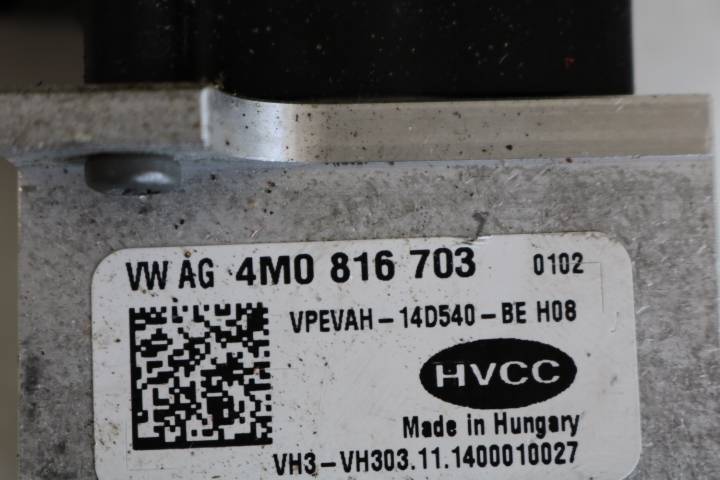 VW AG 4M0 816 703 0102
VPEVAH-14D540-BE H08
HVCC
Made in Hungary
VH3-VH303.11.1400010027